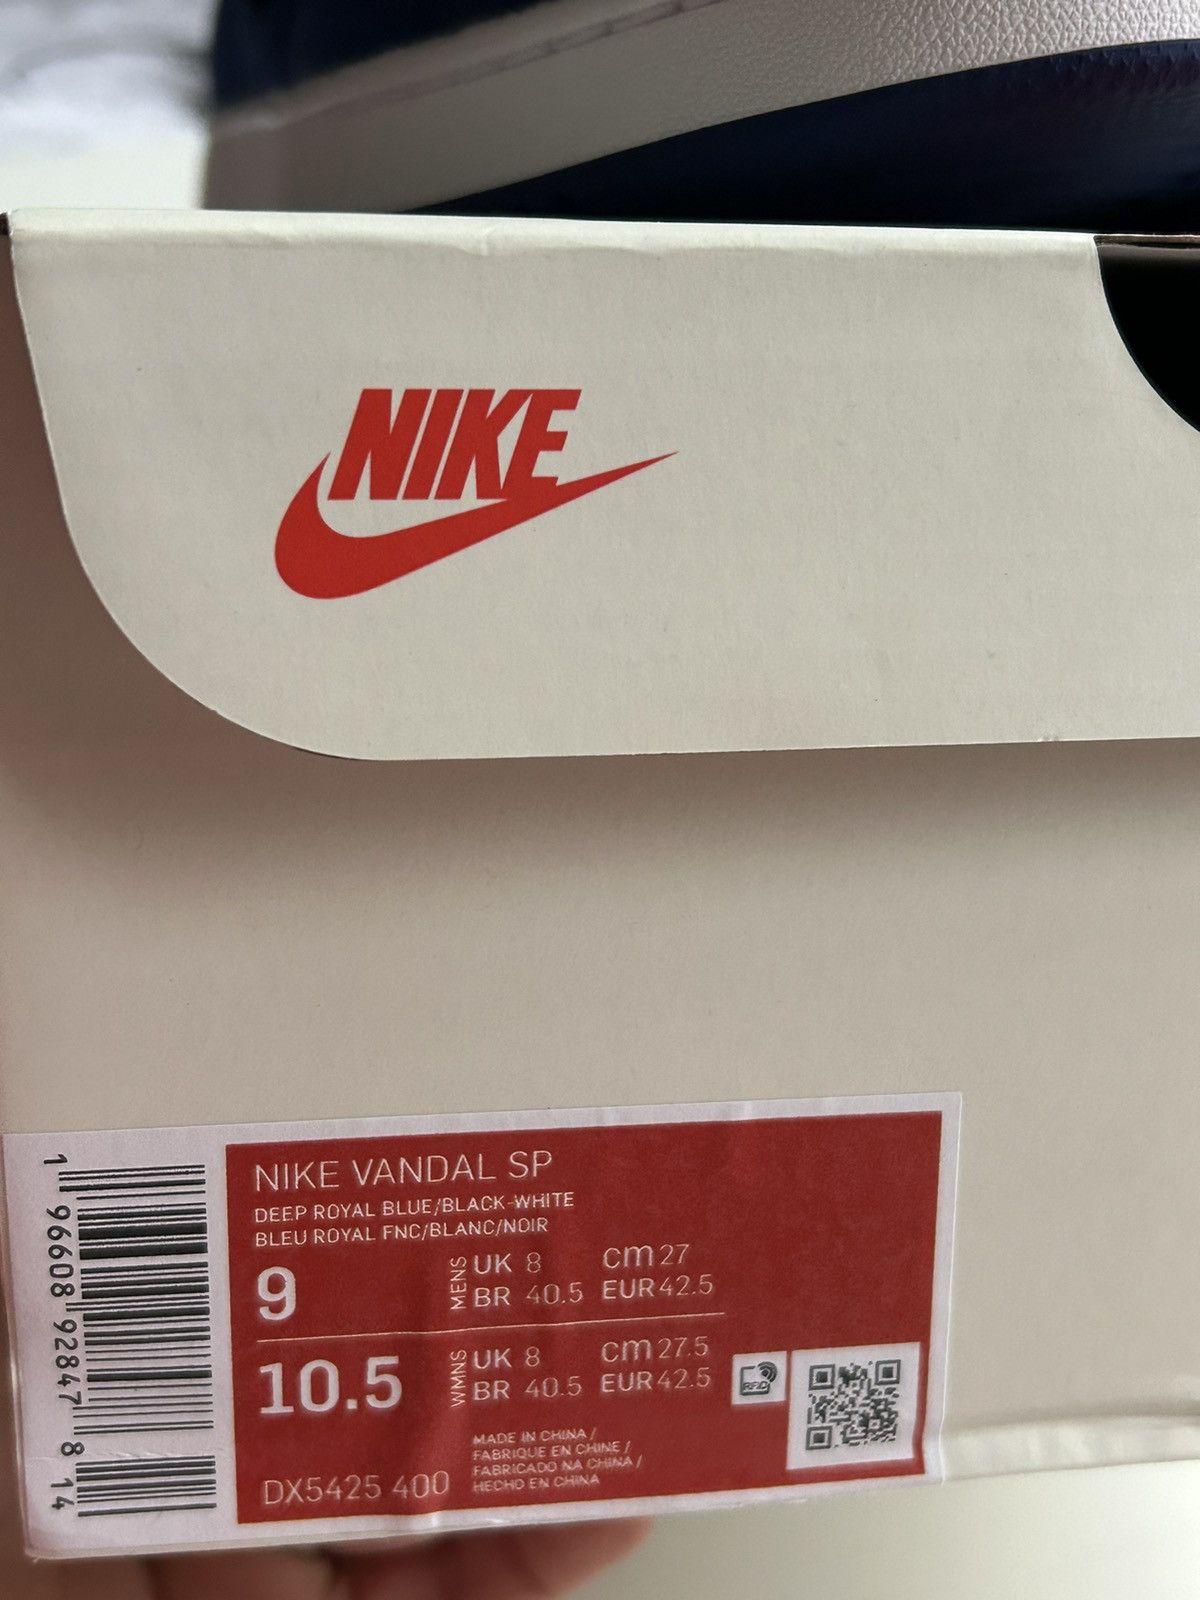 NIKE
NIKE VANDAL SP
DEEP ROYAL BLUE/BLACK-WHITE
BLEU ROYAL FNC/BLANC/NOIR
9
MENS
UK 8 cm 27
BR 40.5 EUR 42.5
10.5
WMNS
UK 8 cm 27.5
BR 40.5 EUR 42.5
RFID
MADE IN CHINA /
FABRIQUE EN CHINE /
FABRICADO NA CHINA /
HECHO EN CHINA
DX5425 400
1 96608 92847 8 14